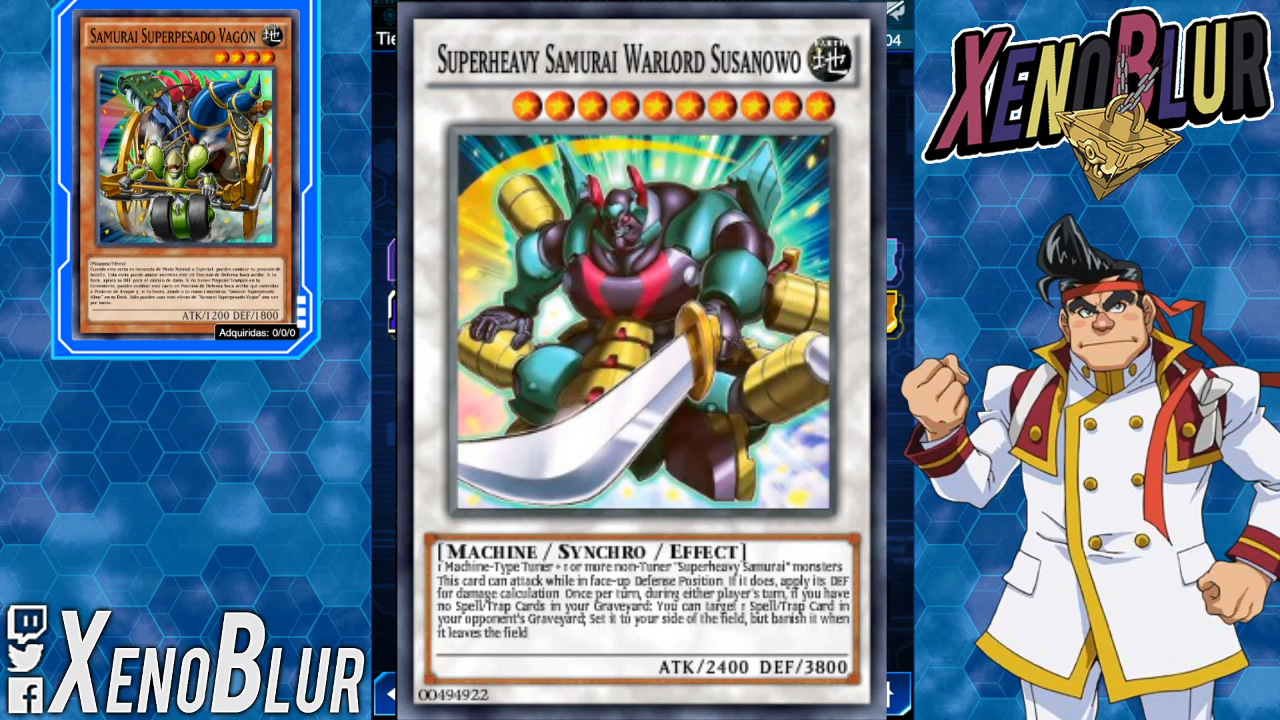 SAMURAI SUPERPESADO VAGÓN
ATK/1200 DEF/1800
Adquiridas: 0/0/0
Tie
04
SUPERHEAVY SAMURAI WARLORD SUSANOWO
EARTH
地
[MACHINE / SYNCHRO / EFFECT]
1 Machine-Type Tuner + 1 or more non-Tuner "Superheavy Samurai" monsters
This card can attack while in face-up Defense Position. If it does, apply its DEF
for damage calculation. Once per turn, during either player's turn, if you have
no Spell/Trap Cards in your Graveyard: You can target 1 Spell/Trap Card in
your opponent's Graveyard; Set it to your side of the field, but banish it when
it leaves the field
ATK/2400 DEF/3800
00494922
XENOBLUR
XENOBLUR